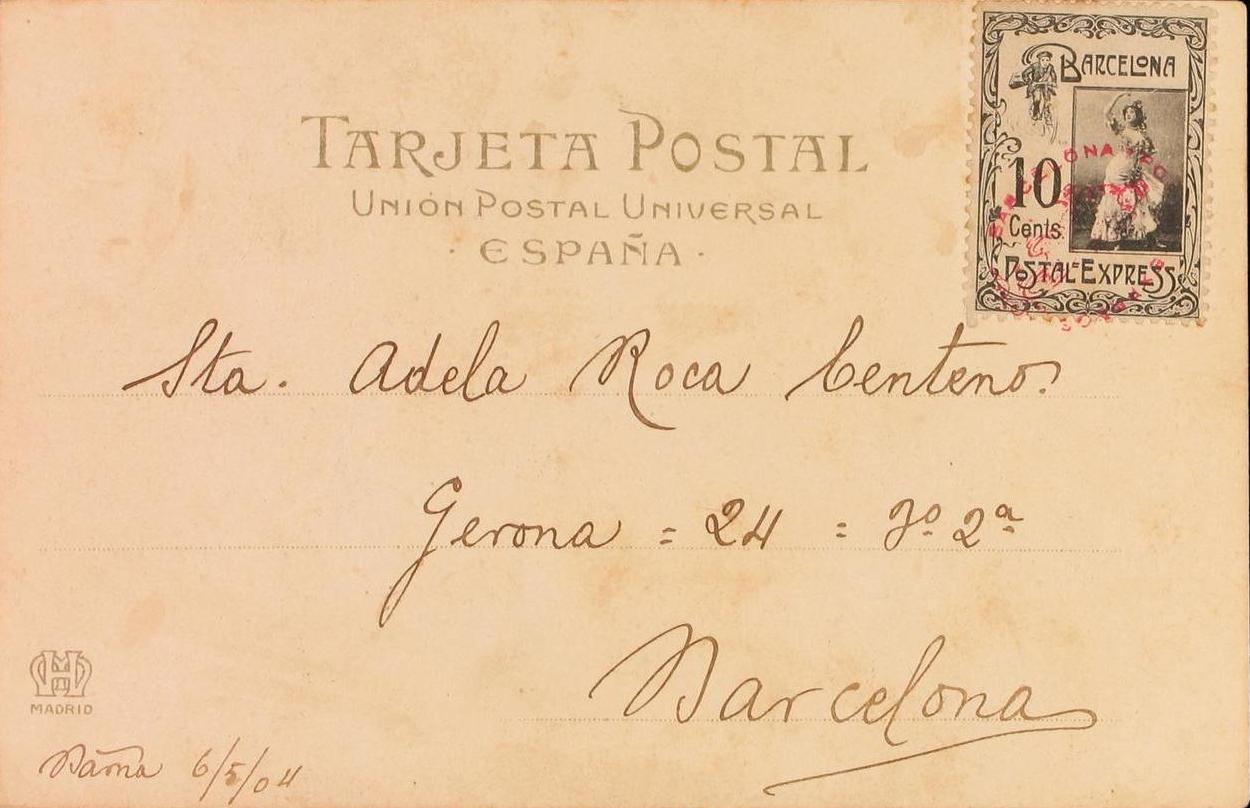 TARJETA POSTAL
UNIÓN POSTAL UNIVERSAL
· ESPAÑA ·
BARCELONA
10
Cents.
POSTAL-EXPRESS
Sta. Adela Roca Centeno.
Gerona = 24 = 3º 2ª
Barcelona
MADRID
Barña 6/5/04